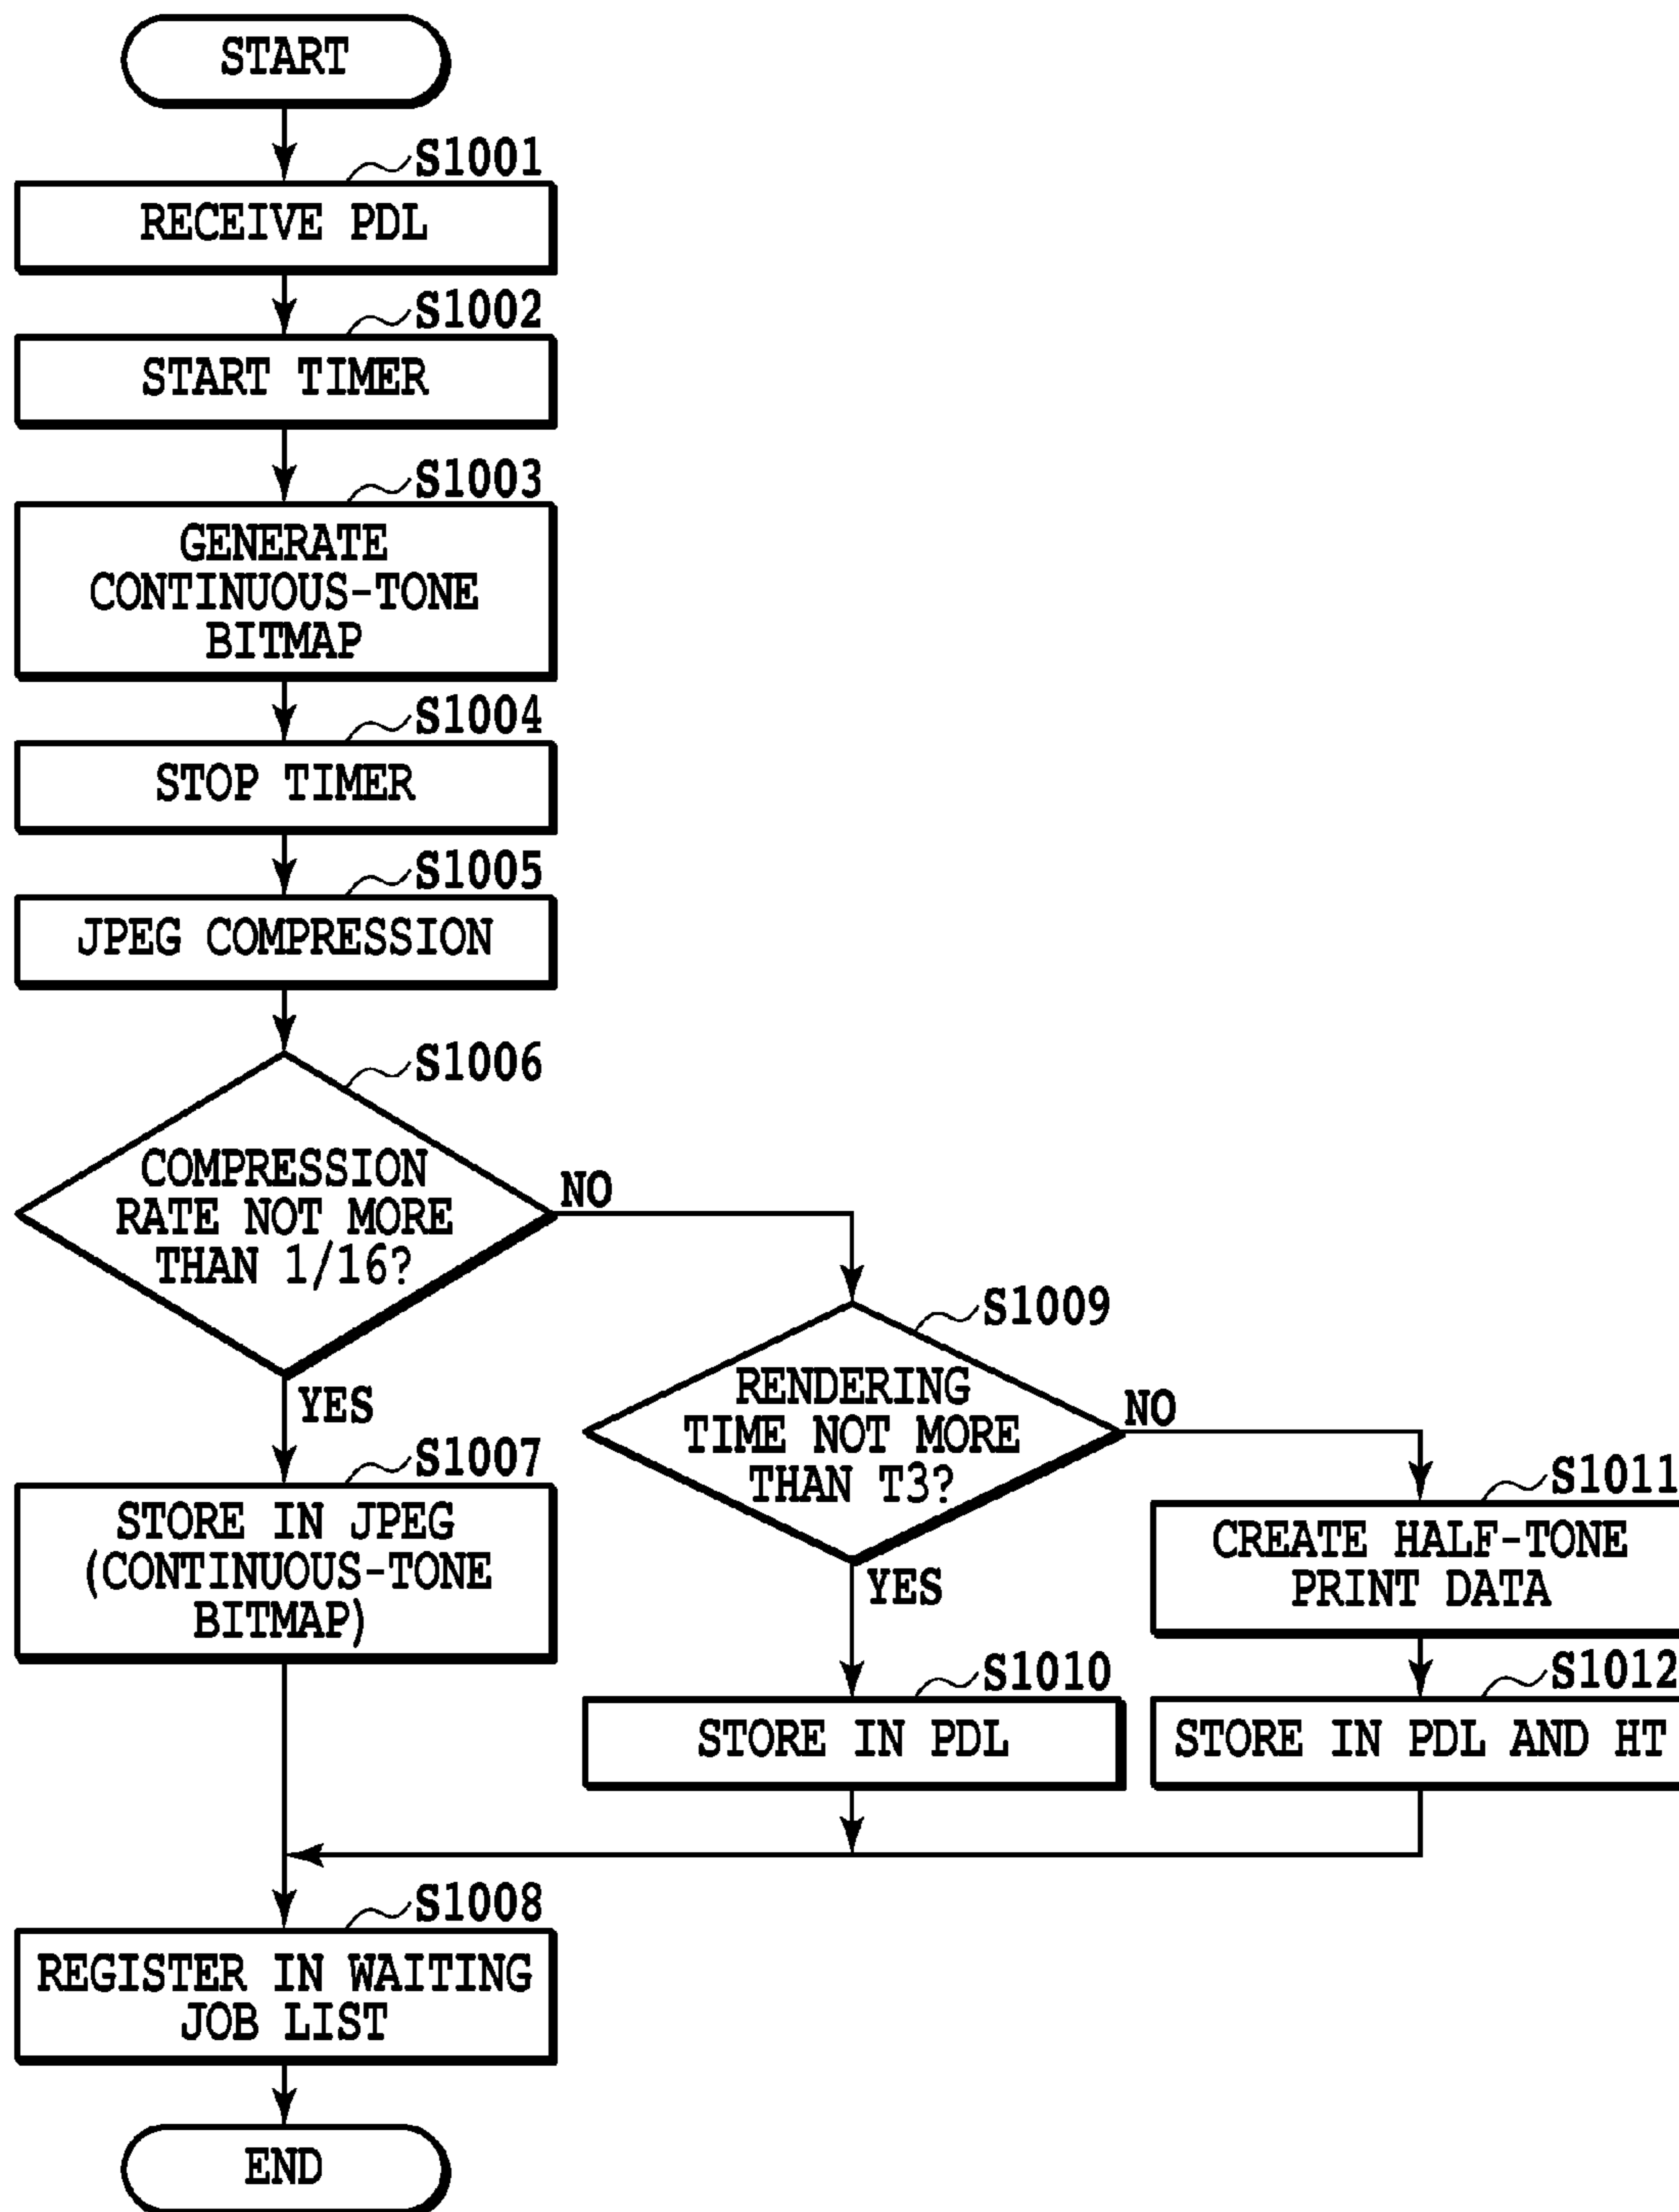 START
S1001
RECEIVE PDL
S1002
START TIMER
S1003
GENERATE
CONTINUOUS-TONE
BITMAP
S1004
STOP TIMER
S1005
JPEG COMPRESSION
S1006
COMPRESSION
RATE NOT MORE
THAN 1/16?
NO
YES
S1007
STORE IN JPEG
(CONTINUOUS-TONE
BITMAP)
S1009
RENDERING
TIME NOT MORE
THAN T3?
NO
YES
S1010
STORE IN PDL
S1011
CREATE HALF-TONE
PRINT DATA
S1012
STORE IN PDL AND HT
S1008
REGISTER IN WAITING
JOB LIST
END